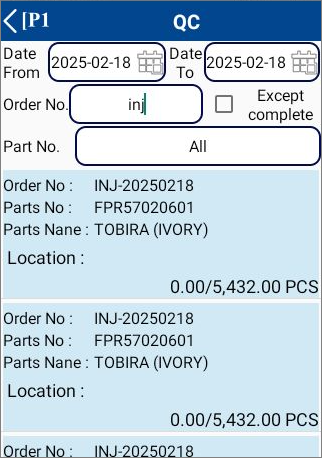 [P1
QC
Date From
2025-02-18
Date To
2025-02-18
Order No.
inj
Except complete
Part No.
All
Order No : INJ-20250218
Parts No : FPR57020601
Parts Nane : TOBIRA (IVORY)
Location :
0.00/5,432.00 PCS
Order No : INJ-20250218
Parts No : FPR57020601
Parts Nane : TOBIRA (IVORY)
Location :
0.00/5,432.00 PCS
Order No : INJ-20250218